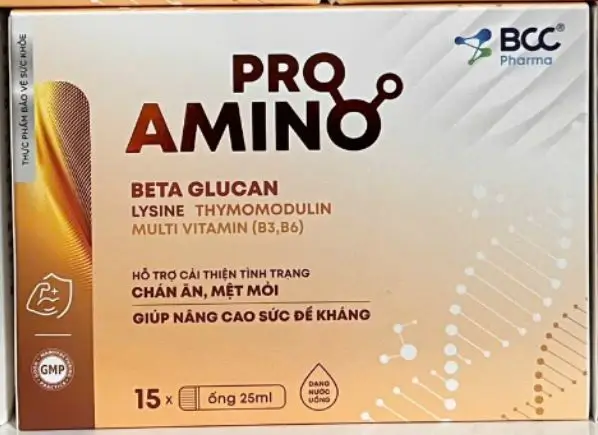 THỰC PHẨM BẢO VỆ SỨC KHỎE
BCC®
Pharma
PRO
AMINO
BETA GLUCAN
LYSINE THYMOMODULIN
MULTI VITAMIN (B3,B6)
HỖ TRỢ CẢI THIỆN TÌNH TRẠNG
CHÁN ĂN, MỆT MỎI
GIÚP NÂNG CAO SỨC ĐỀ KHÁNG
GMP
15 x ống 25ml
DẠNG
NƯỚC
UỐNG